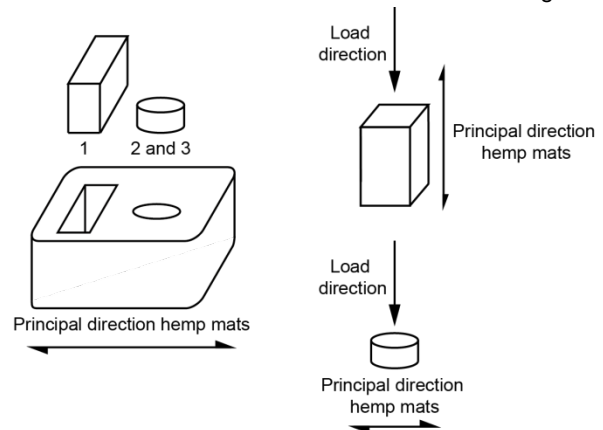 1
2 and 3
Principal direction hemp mats
Load
direction
Principal direction
hemp mats
Load
direction
Principal direction
hemp mats